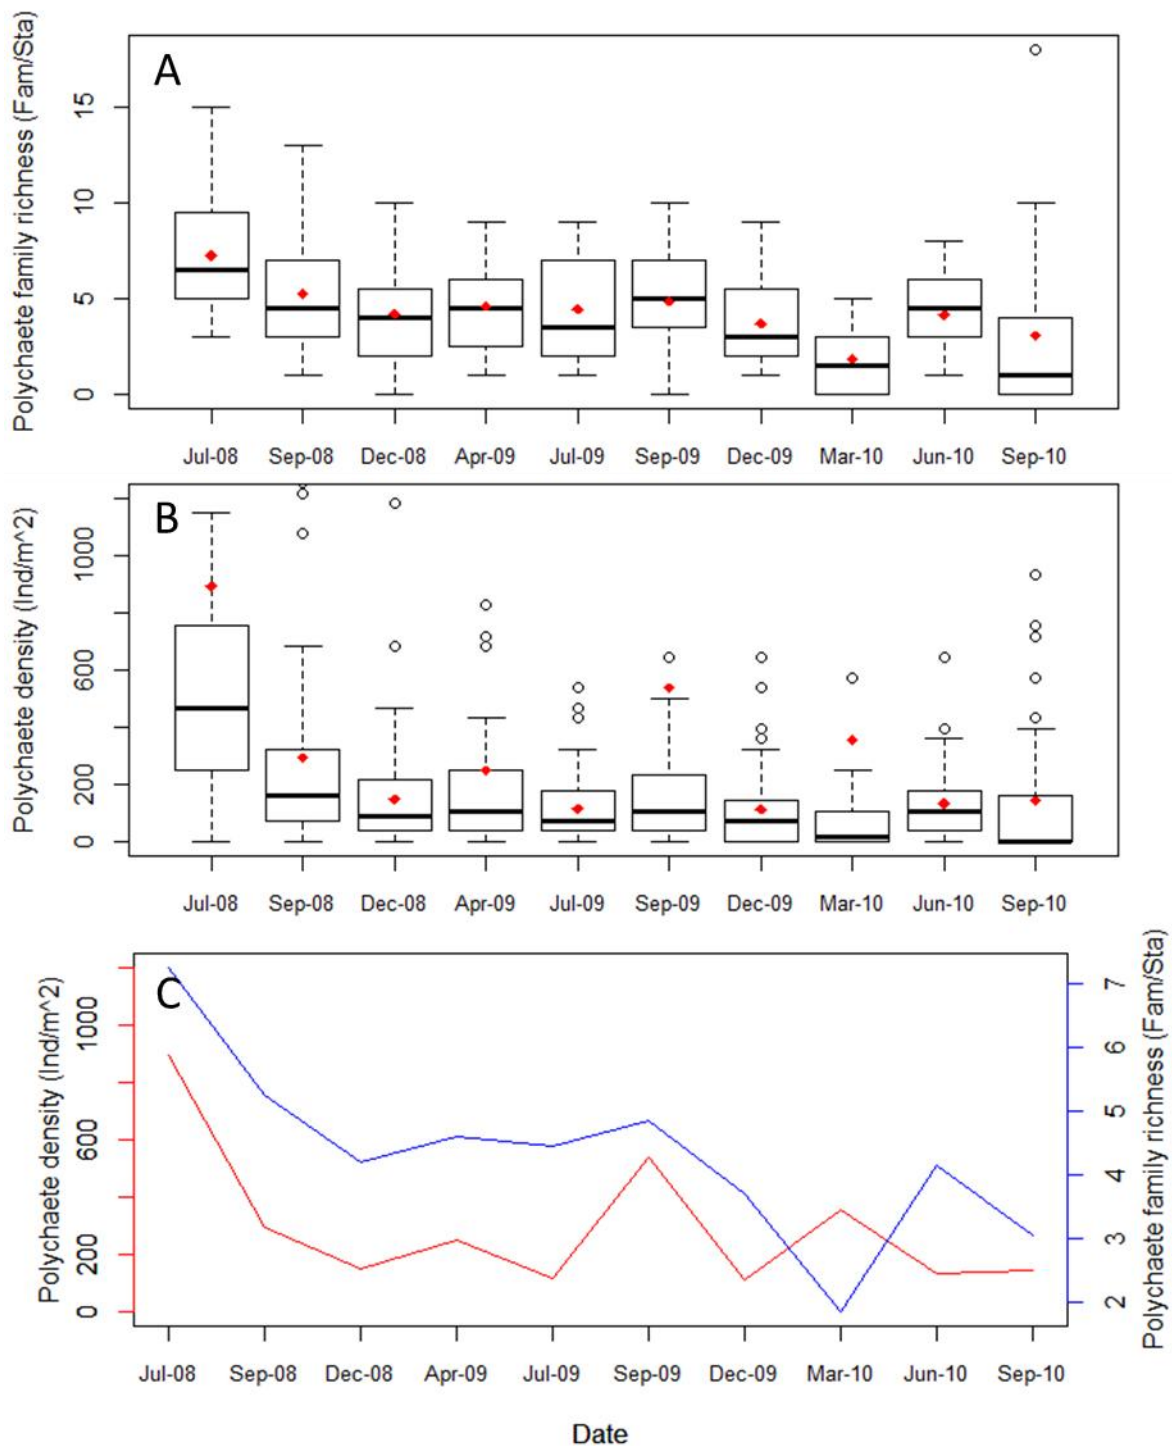 Polychaete family richness (Fam/Sta)
A
15
10
5
0
Jul-08 Sep-08 Dec-08 Apr-09 Jul-09 Sep-09 Dec-09 Mar-10 Jun-10 Sep-10
Polychaete density (Ind/m^2)
B
1000
600
200
0
Jul-08 Sep-08 Dec-08 Apr-09 Jul-09 Sep-09 Dec-09 Mar-10 Jun-10 Sep-10
Polychaete density (Ind/m^2)
C
1000
600
200
0
7
6
5
4
3
2
Polychaete family richness (Fam/Sta)
Jul-08 Sep-08 Dec-08 Apr-09 Jul-09 Sep-09 Dec-09 Mar-10 Jun-10 Sep-10
Date